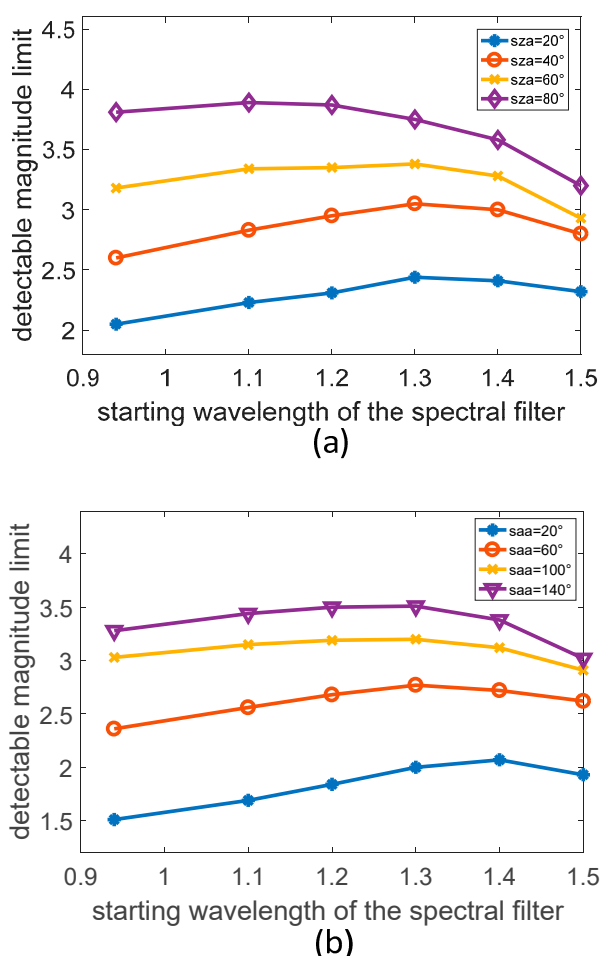 4.5
4
3.5
3
2.5
2
detectable magnitude limit
sza=20°
sza=40°
sza=60°
sza=80°
0.9 1 1.1 1.2 1.3 1.4 1.5
starting wavelength of the spectral filter
(a)
4
3.5
3
2.5
2
1.5
detectable magnitude limit
saa=20°
saa=60°
saa=100°
saa=140°
0.9 1 1.1 1.2 1.3 1.4 1.5
starting wavelength of the spectral filter
(b)